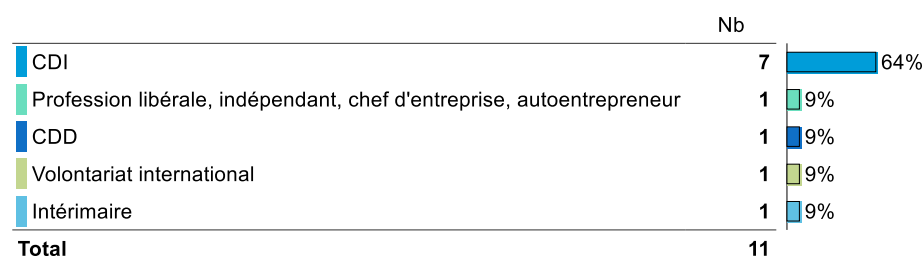 Nb
CDI 7 64%
Profession libérale, indépendant, chef d'entreprise, autoentrepreneur 1 9%
CDD 1 9%
Volontariat international 1 9%
Intérimaire 1 9%
Total 11